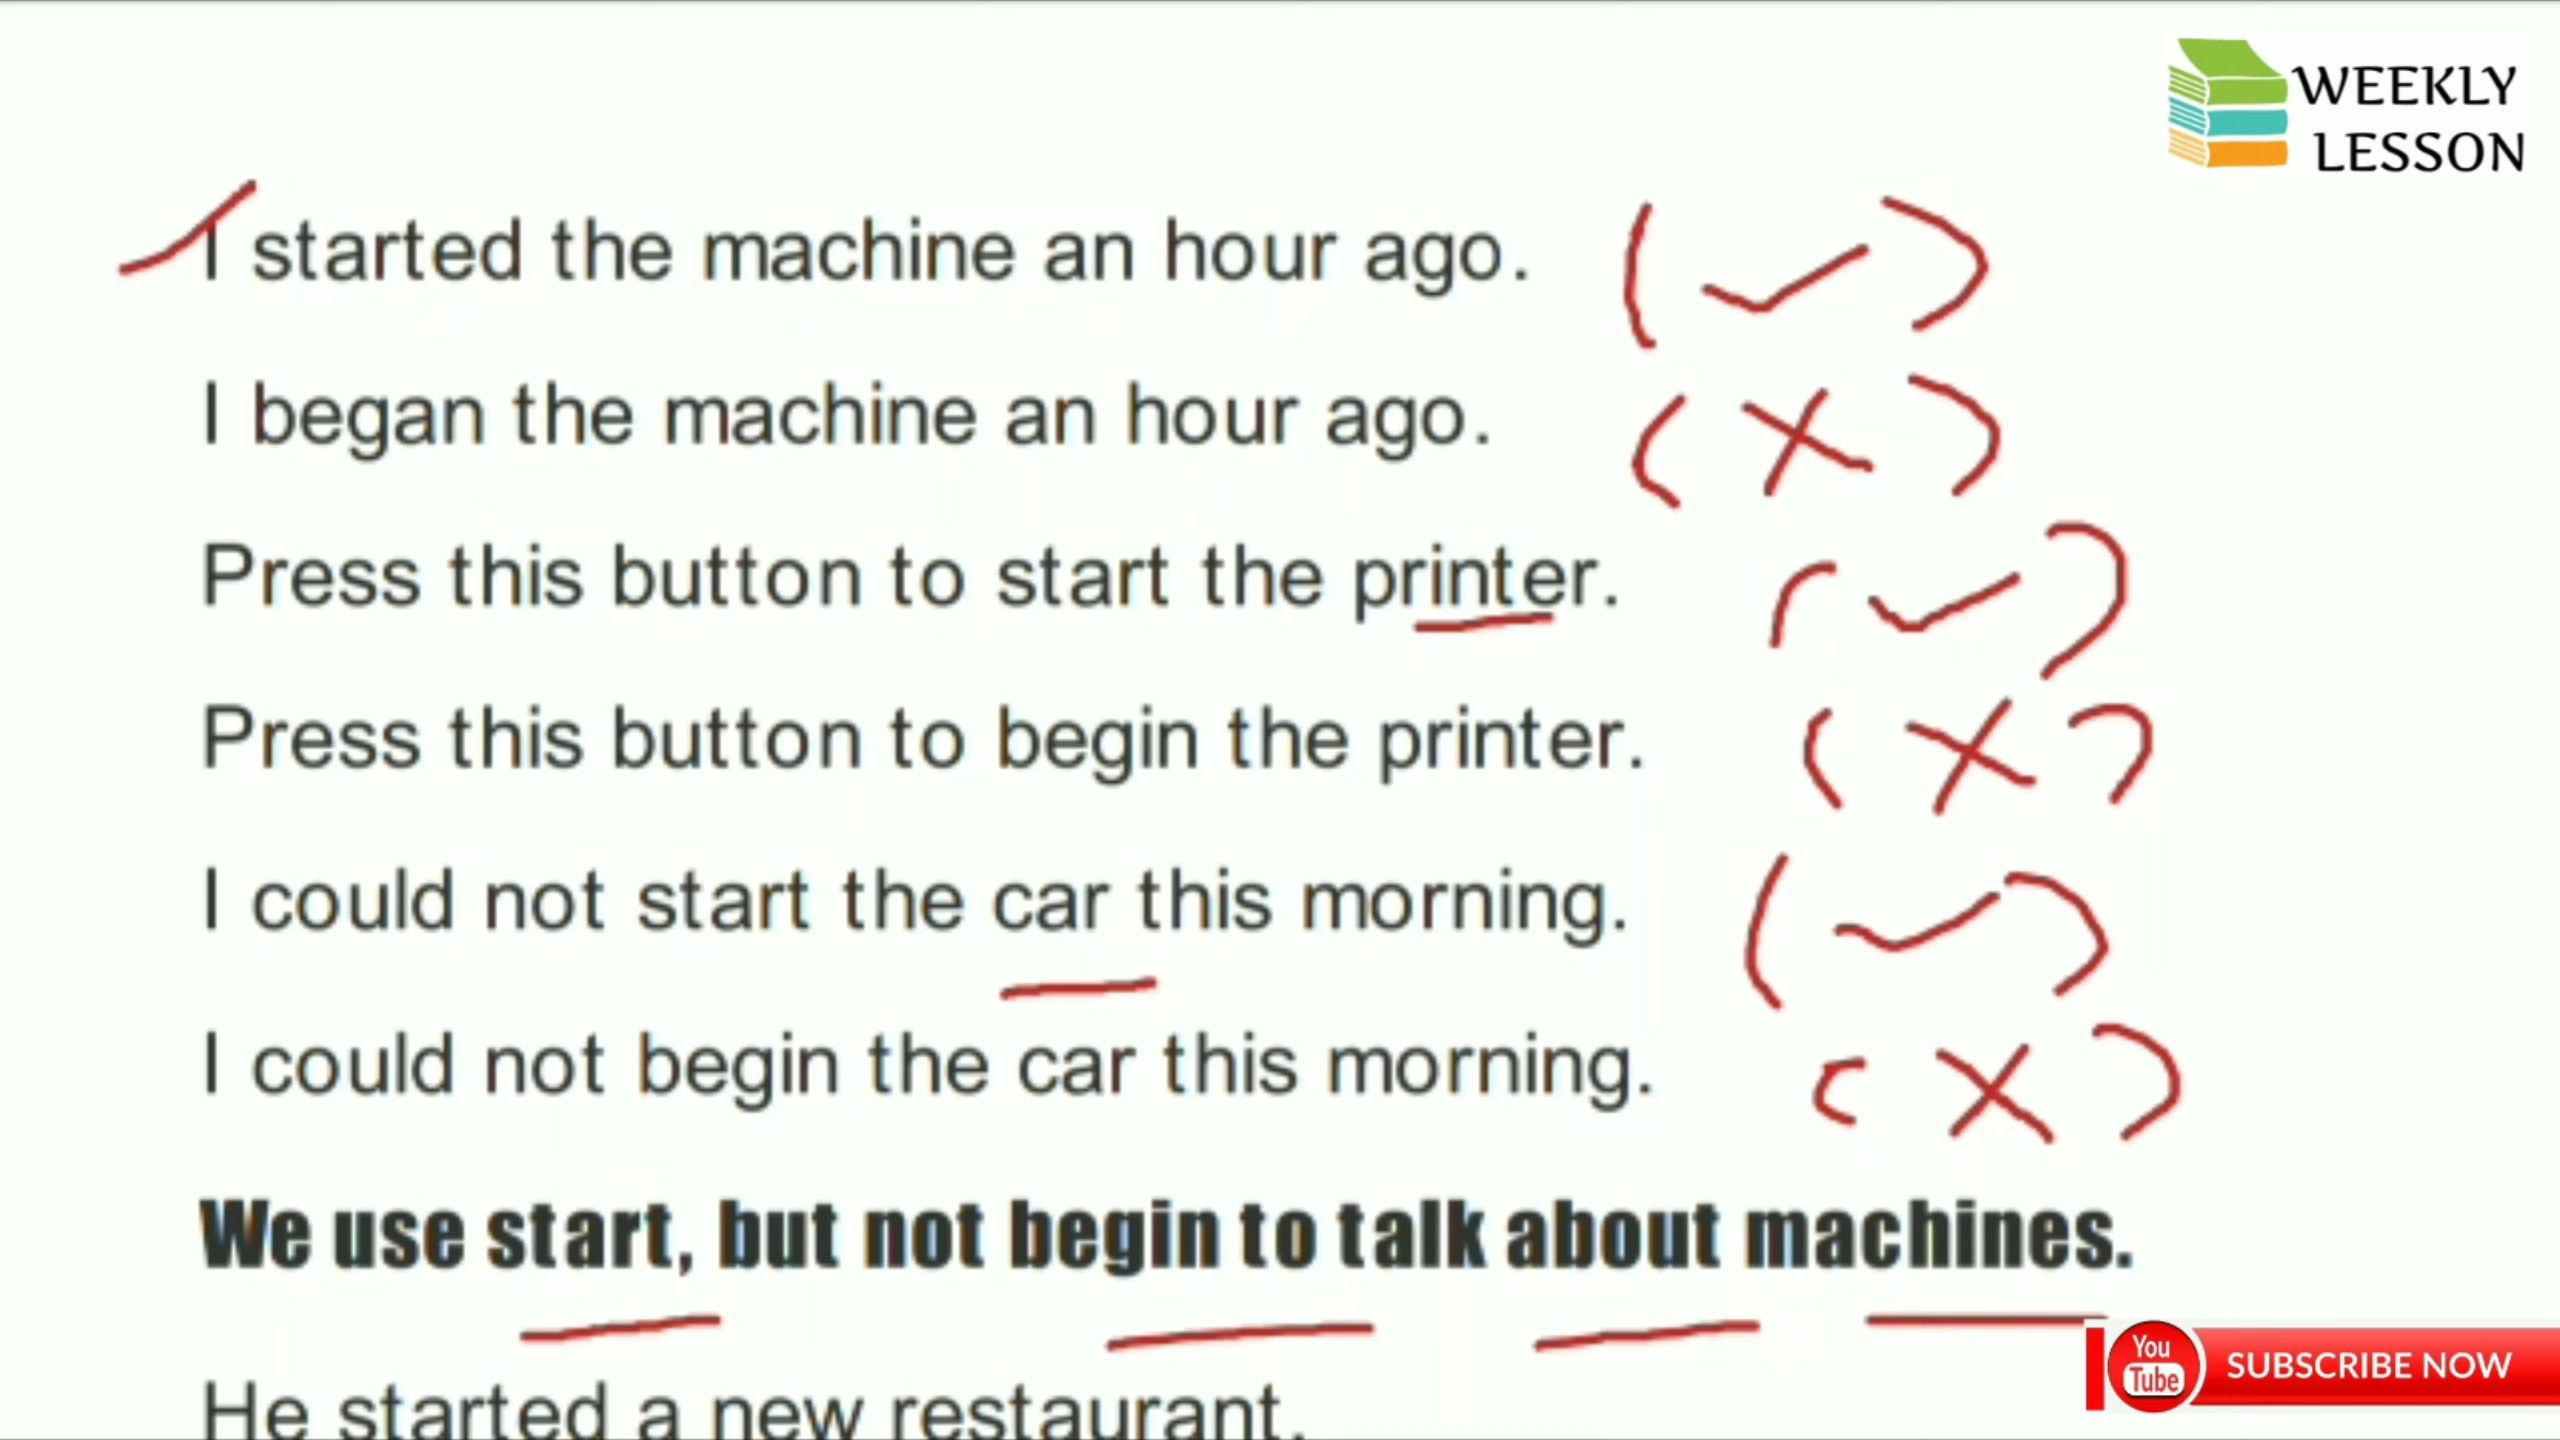 WEEKLY
LESSON
I started the machine an hour ago. (✓)
I began the machine an hour ago. (×)
Press this button to start the printer. (✓)
Press this button to begin the printer. (×)
I could not start the car this morning. (✓)
I could not begin the car this morning. (×)
We use start, but not begin to talk about machines.
He started a new restaurant.
You
Tube
SUBSCRIBE NOW